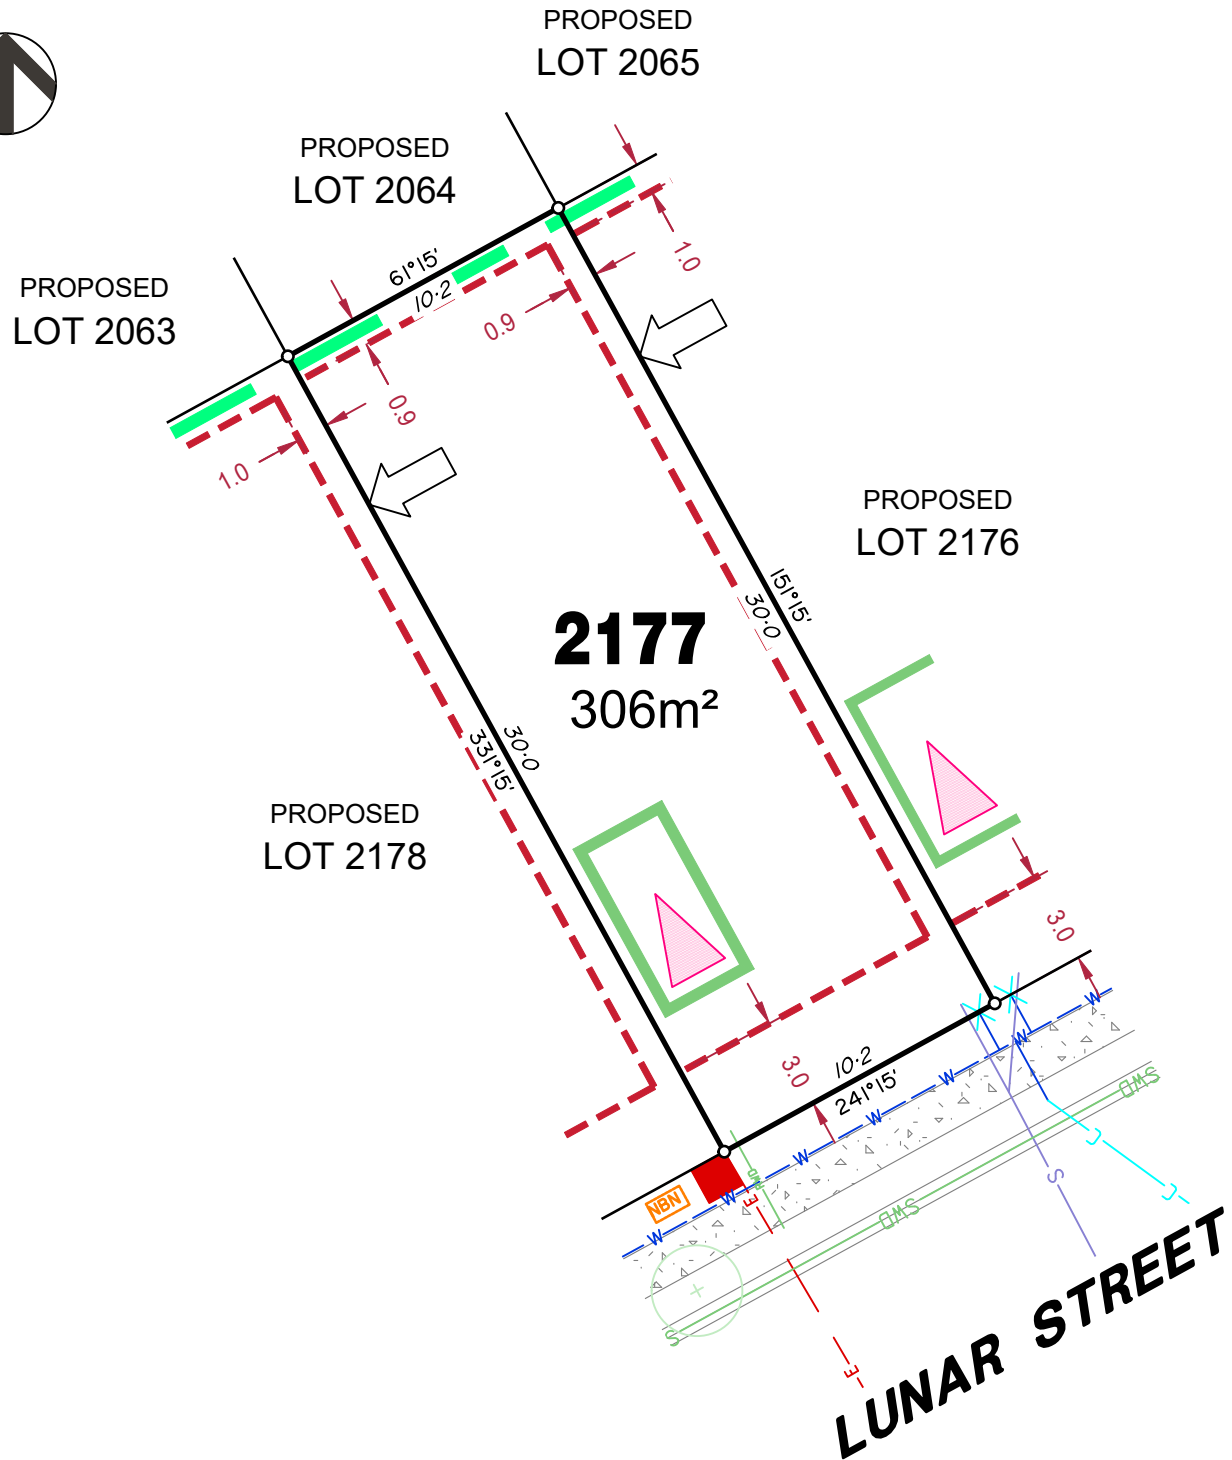 PROPOSED
LOT 2065
PROPOSED
LOT 2064
PROPOSED
LOT 2063
61°15'
10·2
1.0
0.9
0.9
1.0
PROPOSED
LOT 2176
151°15'
30·0
2177
306m²
30·0
331°15'
PROPOSED
LOT 2178
3.0
3.0
10·2
241°15'
W
W
W
W
W
W
W
SWD
SWD
S
RWD
NBN
E
E
S
C
C
LUNAR STREET